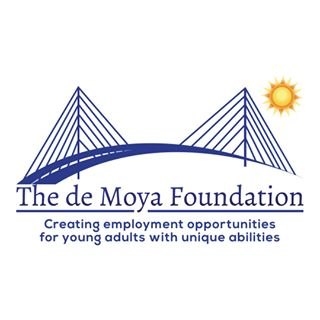 The de Moya Foundation
Creating employment opportunities
for young adults with unique abilities